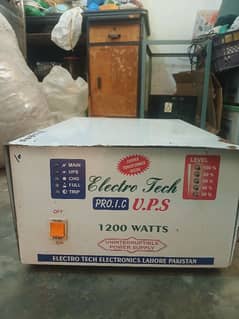 MAIN
UPS
CHG
FULL
TRIP
LEVEL
Electro Tech
PRO.I.C U.P.S
OFF
ON
1200 WATTS
UNINTERRUPTIBLE
POWER SUPPLY
ELECTRO TECH ELECTRONICS LAHORE PAKISTAN